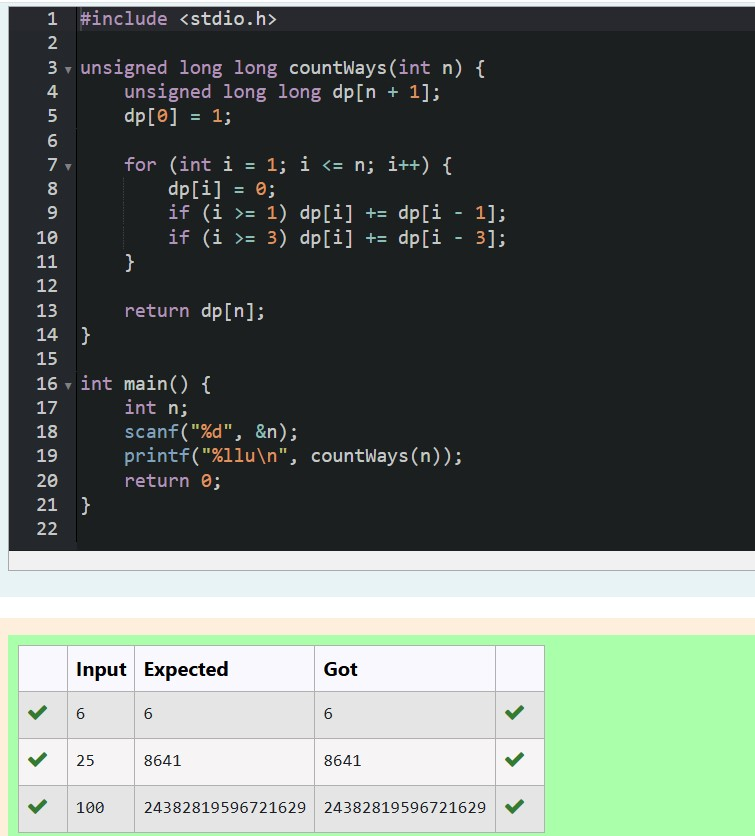 1 #include <stdio.h>
2
3 unsigned long long countWays(int n) {
4     unsigned long long dp[n + 1];
5     dp[0] = 1;
6
7     for (int i = 1; i <= n; i++) {
8         dp[i] = 0;
9         if (i >= 1) dp[i] += dp[i - 1];
10         if (i >= 3) dp[i] += dp[i - 3];
11     }
12
13     return dp[n];
14 }
15
16 int main() {
17     int n;
18     scanf("%d", &n);
19     printf("%llu\n", countWays(n));
20     return 0;
21 }
22
Input Expected Got
6 6 6
25 8641 8641
100 24382819596721629 24382819596721629